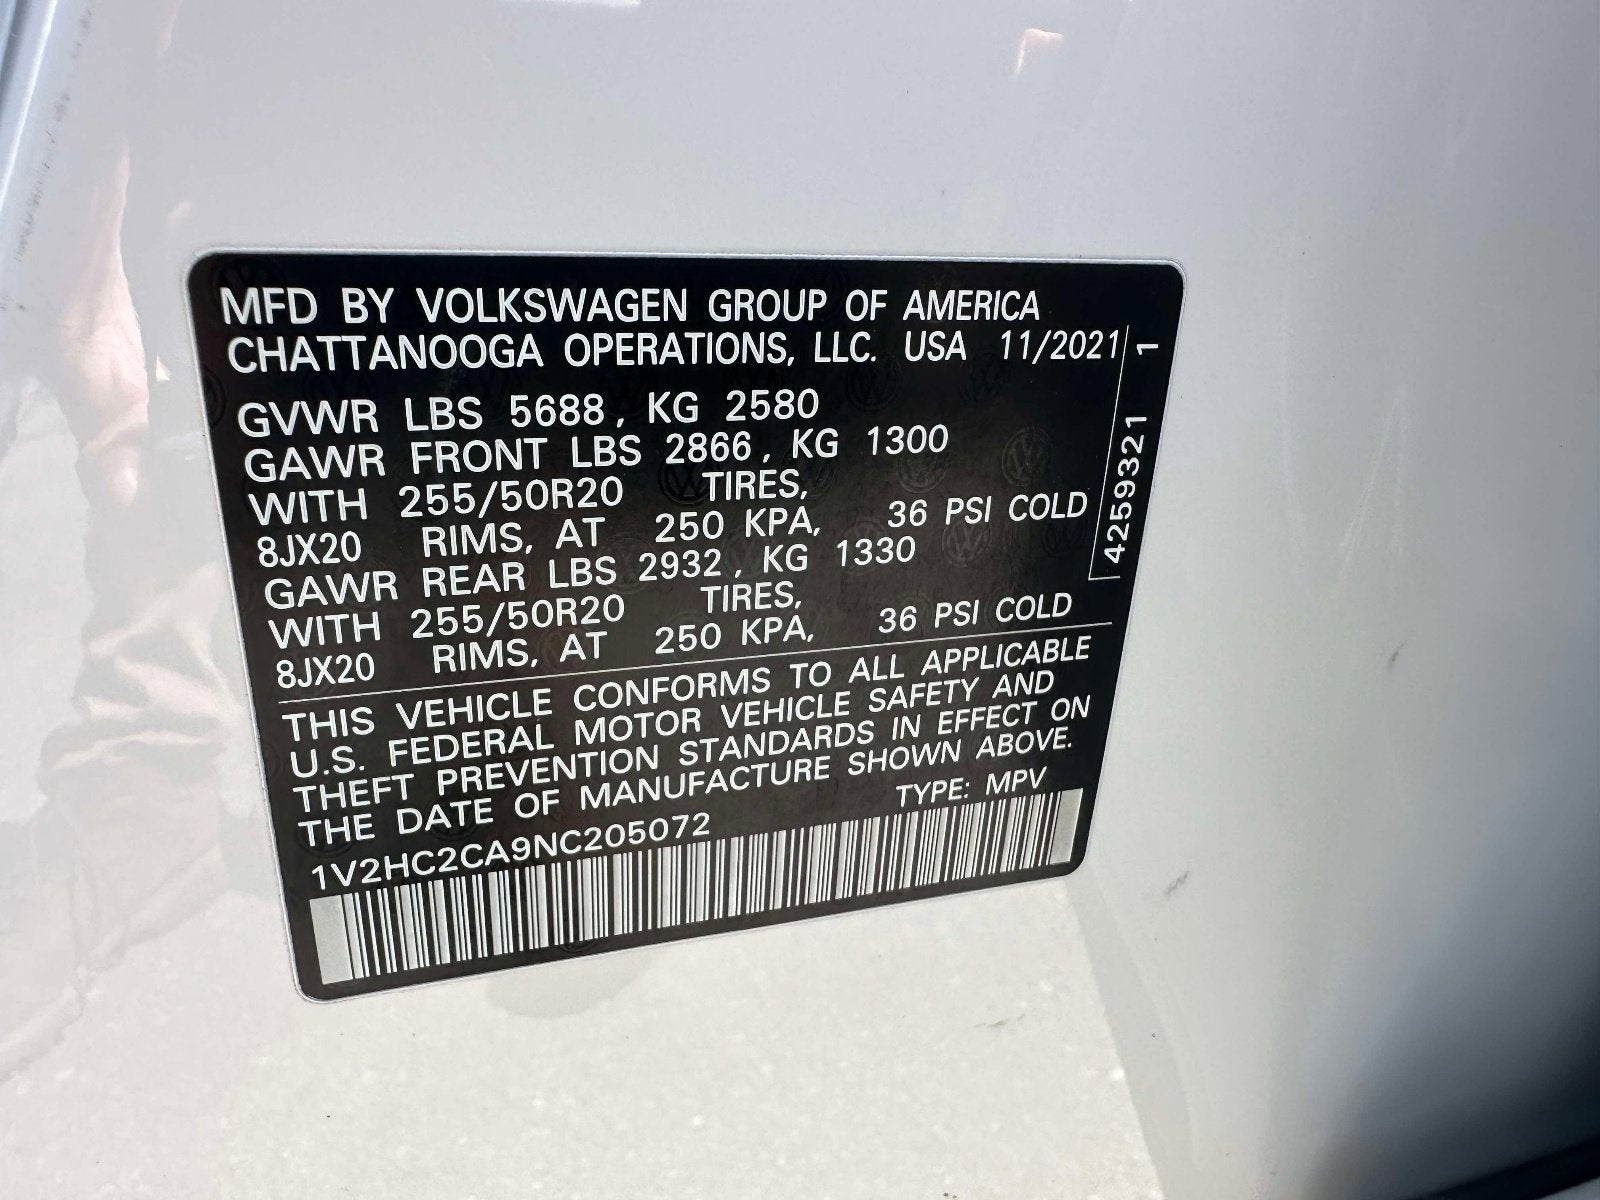 MFD BY VOLKSWAGEN GROUP OF AMERICA
CHATTANOOGA OPERATIONS, LLC. USA 11/2021
GVWR LBS 5688, KG 2580
GAWR FRONT LBS 2866, KG 1300
WITH 255/50R20 TIRES,
8JX20 RIMS, AT 250 KPA, 36 PSI COLD
GAWR REAR LBS 2932, KG 1330
WITH 255/50R20 TIRES,
8JX20 RIMS, AT 250 KPA, 36 PSI COLD
THIS VEHICLE CONFORMS TO ALL APPLICABLE
U.S. FEDERAL MOTOR VEHICLE SAFETY AND
THEFT PREVENTION STANDARDS IN EFFECT ON
THE DATE OF MANUFACTURE SHOWN ABOVE.
1V2HC2CA9NC205072 TYPE: MPV
4259321 1